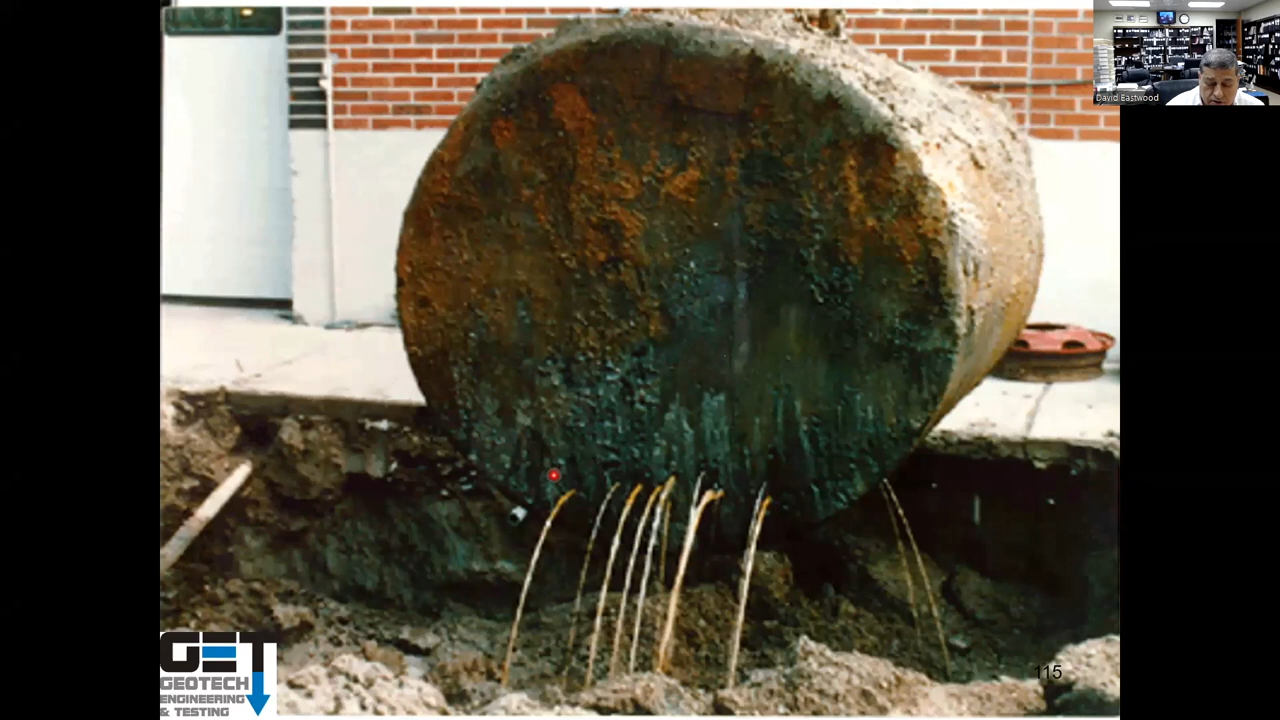 David Eastwood
115
GET
GEOTECH
ENGINEERING
& TESTING